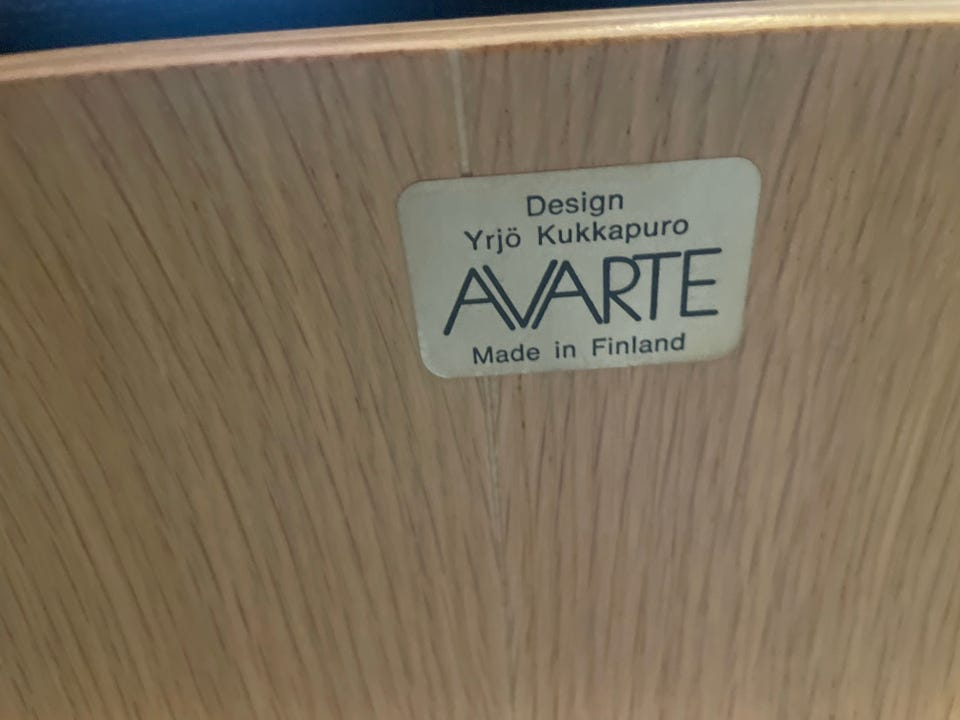 Design
Yrjö Kukkapuro
AVARTE
Made in Finland